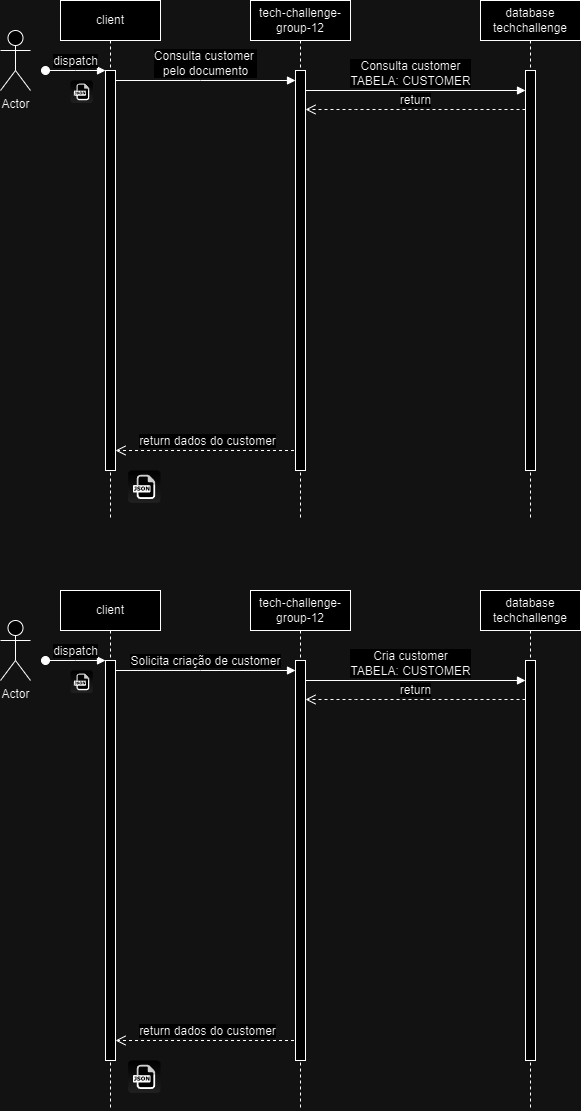 client
tech-challenge-
group-12
database
techchallenge
Actor
dispatch
JSON
Consulta customer
pelo documento
Consulta customer
TABELA: CUSTOMER
return
return dados do customer
JSON
client
tech-challenge-
group-12
database
techchallenge
Actor
dispatch
JSON
Solicita criação de customer
Cria customer
TABELA: CUSTOMER
return
return dados do customer
JSON